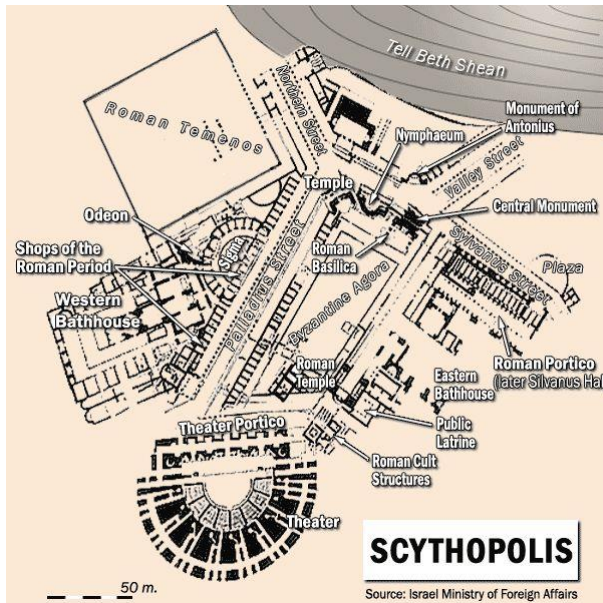 Tell Beth Shean
Roman Temenos
Northern Street
Monument of
Antonius
Nymphaeum
Valley Street
Temple
Central Monument
Odeon
Sigma
Roman
Basilica
Silvanus Street
Plaza
Shops of the
Roman Period
Palladius Street
Byzantine Agora
Western
Bathhouse
Roman
Temple
Eastern
Bathhouse
Roman Portico
(later Silvanus Hal
Theater Portico
Public
Latrine
Roman Cult
Structures
Theater
SCYTHOPOLIS
50 m.
Source: Israel Ministry of Foreign Affairs